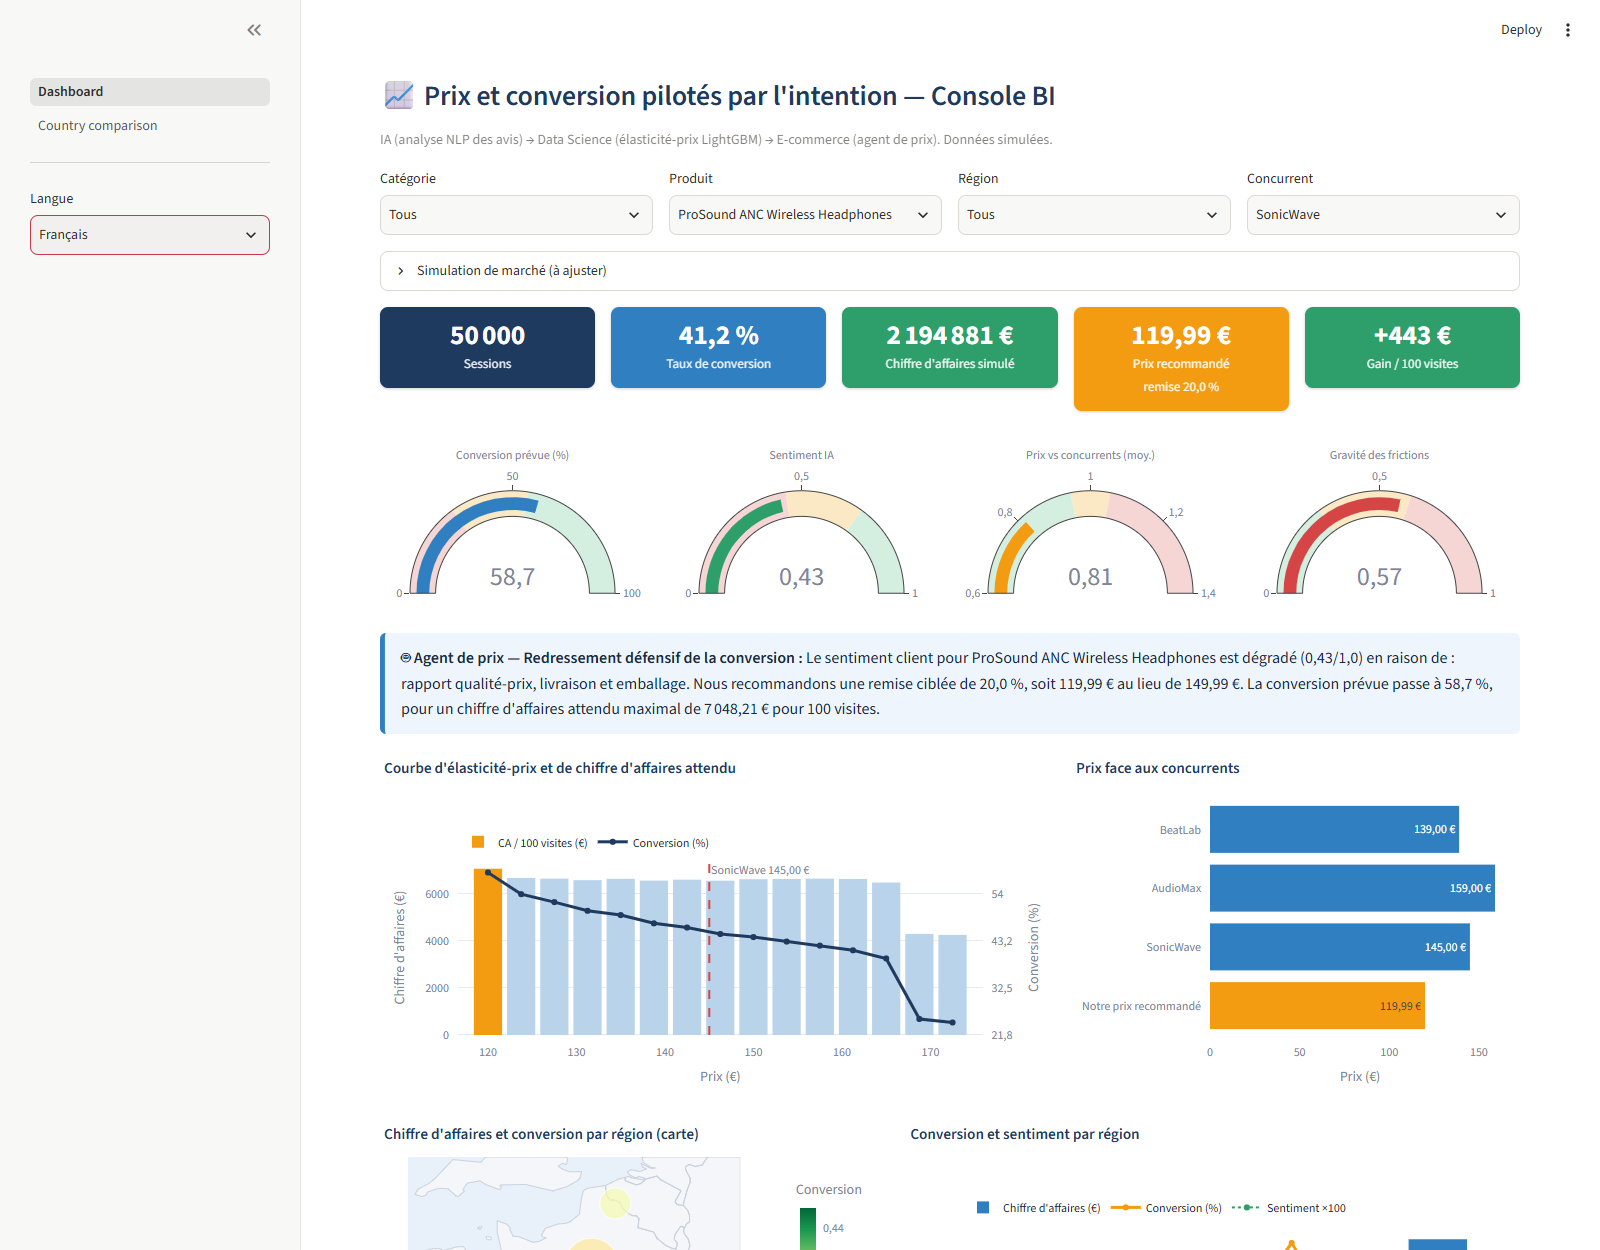 Deploy
Dashboard
Country comparison
Langue
Français
Prix et conversion pilotés par l'intention — Console BI
IA (analyse NLP des avis) → Data Science (élasticité-prix LightGBM) → E-commerce (agent de prix). Données simulées.
Catégorie Produit Région Concurrent
Tous ProSound ANC Wireless Headphones Tous SonicWave
Simulation de marché (à ajuster)
50 000 41,2 % 2 194 881 € 119,99 € +443 €
Sessions Taux de conversion Chiffre d'affaires simulé Prix recommandé Gain / 100 visites
remise 20,0 %
Conversion prévue (%) Sentiment IA Prix vs concurrents (moy.) Gravité des frictions
50 0,5 1 0,5
0,8 1,2
58,7 0,43 0,81 0,57
0 100 0 1 0,6 1,4 0 1
Agent de prix — Redressement défensif de la conversion : Le sentiment client pour ProSound ANC Wireless Headphones est dégradé (0,43/1,0) en raison de :
rapport qualité-prix, livraison et emballage. Nous recommandons une remise ciblée de 20,0 %, soit 119,99 € au lieu de 149,99 €. La conversion prévue passe à 58,7 %,
pour un chiffre d'affaires attendu maximal de 7 048,21 € pour 100 visites.
Courbe d'élasticité-prix et de chiffre d'affaires attendu
CA / 100 visites (€) Conversion (%)
SonicWave 145,00 €
6000 54
4000 43,2
2000 32,5
0 21,8
Chiffre d'affaires (€)
Conversion (%)
120 130 140 150 160 170
Prix (€)
Prix face aux concurrents
BeatLab 139,00 €
AudioMax 159,00 €
SonicWave 145,00 €
Notre prix recommandé 119,99 €
0 50 100 150
Prix (€)
Chiffre d'affaires et conversion par région (carte)
Conversion
0,44
Conversion et sentiment par région
Chiffre d'affaires (€) Conversion (%) Sentiment ×100